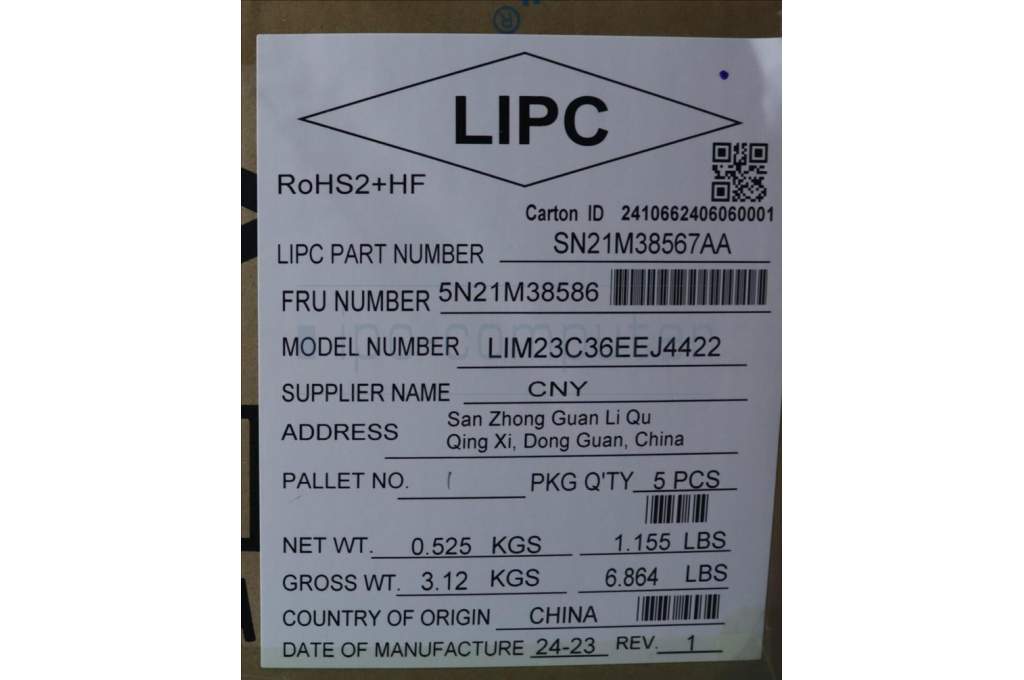 ®
LIPC
RoHS2+HF
Carton ID 2410662406060001
LIPC PART NUMBER SN21M38567AA
FRU NUMBER 5N21M38586
ipc computer
MODEL NUMBER LIM23C36EEJ4422
SUPPLIER NAME CNY
ADDRESS San Zhong Guan Li Qu
Qing Xi, Dong Guan, China
PALLET NO. 1 PKG Q'TY 5 PCS
NET WT. 0.525 KGS 1.155 LBS
GROSS WT. 3.12 KGS 6.864 LBS
COUNTRY OF ORIGIN CHINA
DATE OF MANUFACTURE 24-23 REV. 1